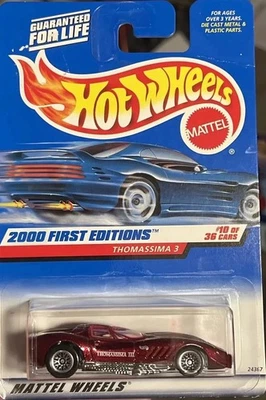 GUARANTEED
FOR LIFE
FOR AGES
OVER 3 YEARS.
DIE CAST METAL &
PLASTIC PARTS.
HOT WHEELS
MATTEL
2000 FIRST EDITIONS™
#10 OF
36 CARS
THOMASSIMA 3
THOMASSIMA III
MATTEL WHEELS
24367